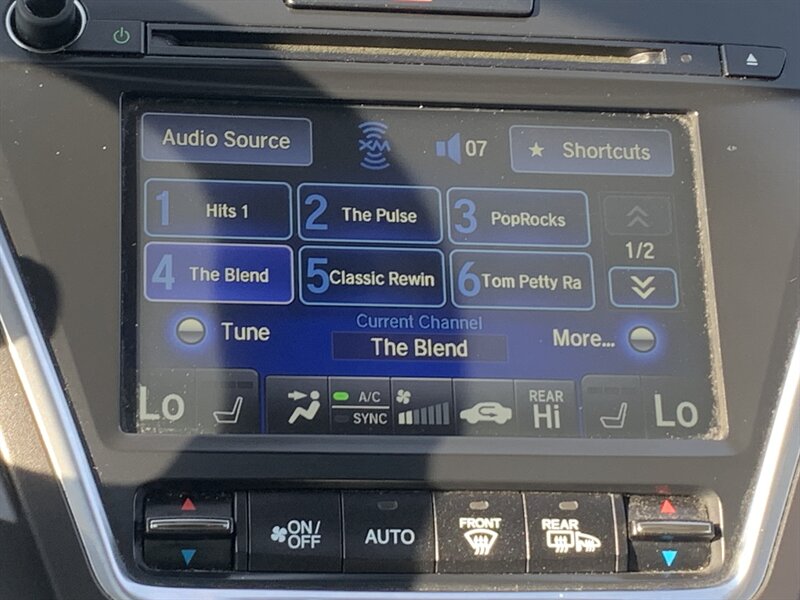 Audio Source XM 07 ★ Shortcuts
1 Hits 1 2 The Pulse 3 PopRocks
1/2
4 The Blend 5 Classic Rewin 6 Tom Petty Ra
Tune Current Channel More...
The Blend
Lo A/C SYNC REAR Hi Lo
ON/OFF AUTO FRONT REAR